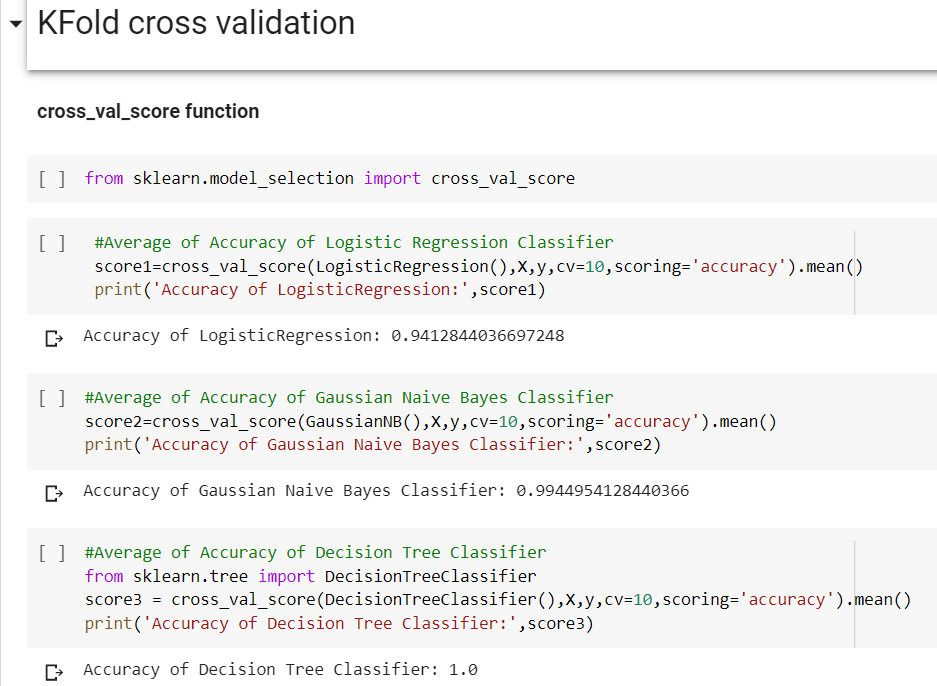 KFold cross validation
cross_val_score function
[ ] from sklearn.model_selection import cross_val_score
[ ] #Average of Accuracy of Logistic Regression Classifier
score1=cross_val_score(LogisticRegression(),X,y,cv=10,scoring='accuracy').mean()
print('Accuracy of LogisticRegression:',score1)
Accuracy of LogisticRegression: 0.9412844036697248
[ ] #Average of Accuracy of Gaussian Naive Bayes Classifier
score2=cross_val_score(GaussianNB(),X,y,cv=10,scoring='accuracy').mean()
print('Accuracy of Gaussian Naive Bayes Classifier:',score2)
Accuracy of Gaussian Naive Bayes Classifier: 0.9944954128440366
[ ] #Average of Accuracy of Decision Tree Classifier
from sklearn.tree import DecisionTreeClassifier
score3 = cross_val_score(DecisionTreeClassifier(),X,y,cv=10,scoring='accuracy').mean()
print('Accuracy of Decision Tree Classifier:',score3)
Accuracy of Decision Tree Classifier: 1.0